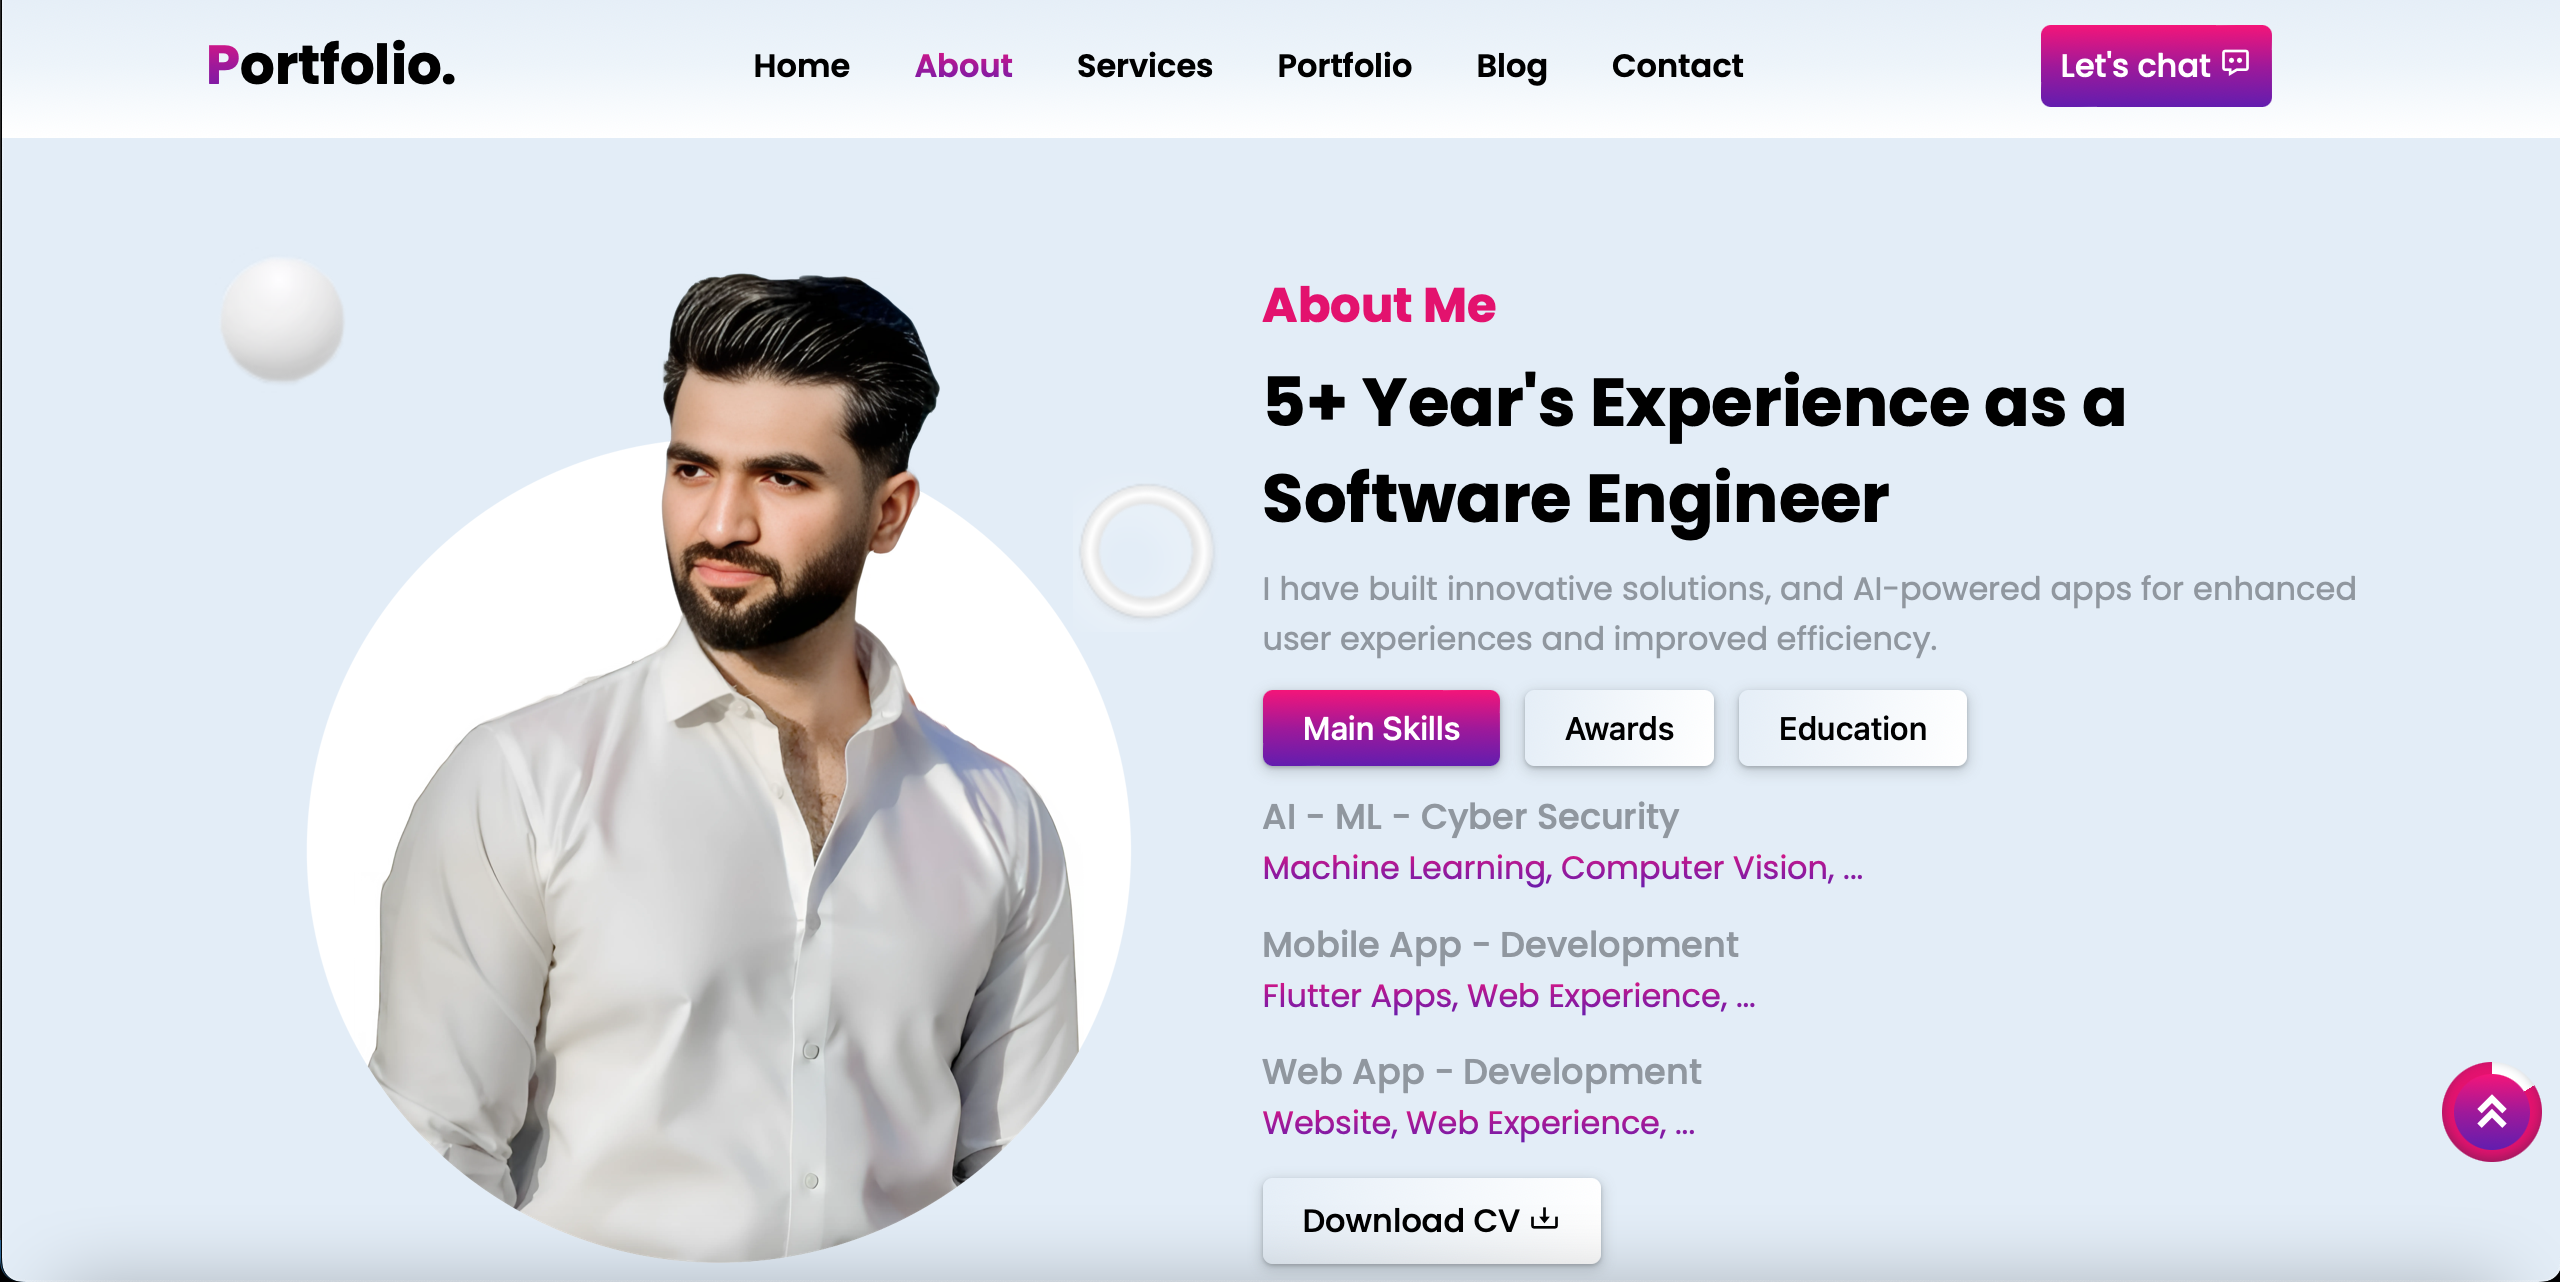 Portfolio.
Home About Services Portfolio Blog Contact
Let's chat
About Me
5+ Year's Experience as a
Software Engineer
I have built innovative solutions, and AI-powered apps for enhanced
user experiences and improved efficiency.
Main Skills Awards Education
AI - ML - Cyber Security
Machine Learning, Computer Vision, ...
Mobile App - Development
Flutter Apps, Web Experience, ...
Web App - Development
Website, Web Experience, ...
Download CV